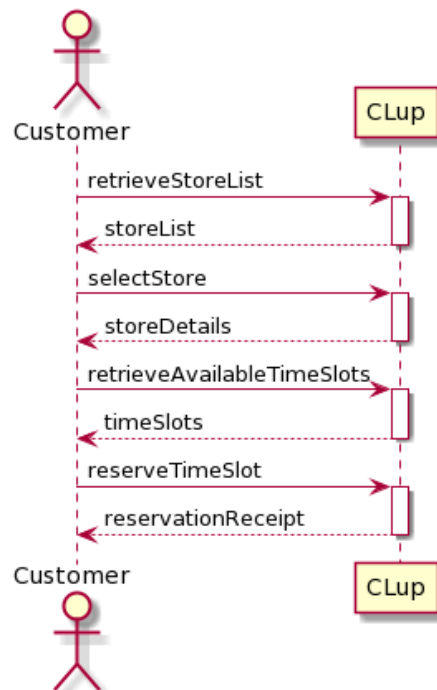 Customer
CLup
retrieveStoreList
storeList
selectStore
storeDetails
retrieveAvailableTimeSlots
timeSlots
reserveTimeSlot
reservationReceipt
Customer
CLup